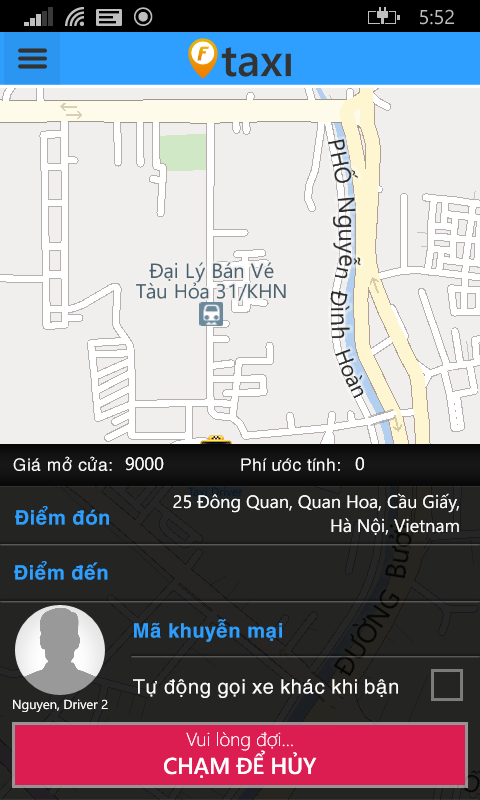 5:52
F taxi
PHỐ Nguyễn Đình Hoàn
Đại Lý Bán Vé
Tàu Hỏa 31/KHN
Giá mở cửa: 9000
Phí ước tính: 0
Điểm đón
25 Đông Quan, Quan Hoa, Cầu Giấy,
Hà Nội, Vietnam
Điểm đến
ĐƯỜNG Bưở
Mã khuyễn mại
Tự động gọi xe khác khi bận
Nguyen, Driver 2
Vui lòng đợi...
CHẠM ĐỂ HỦY